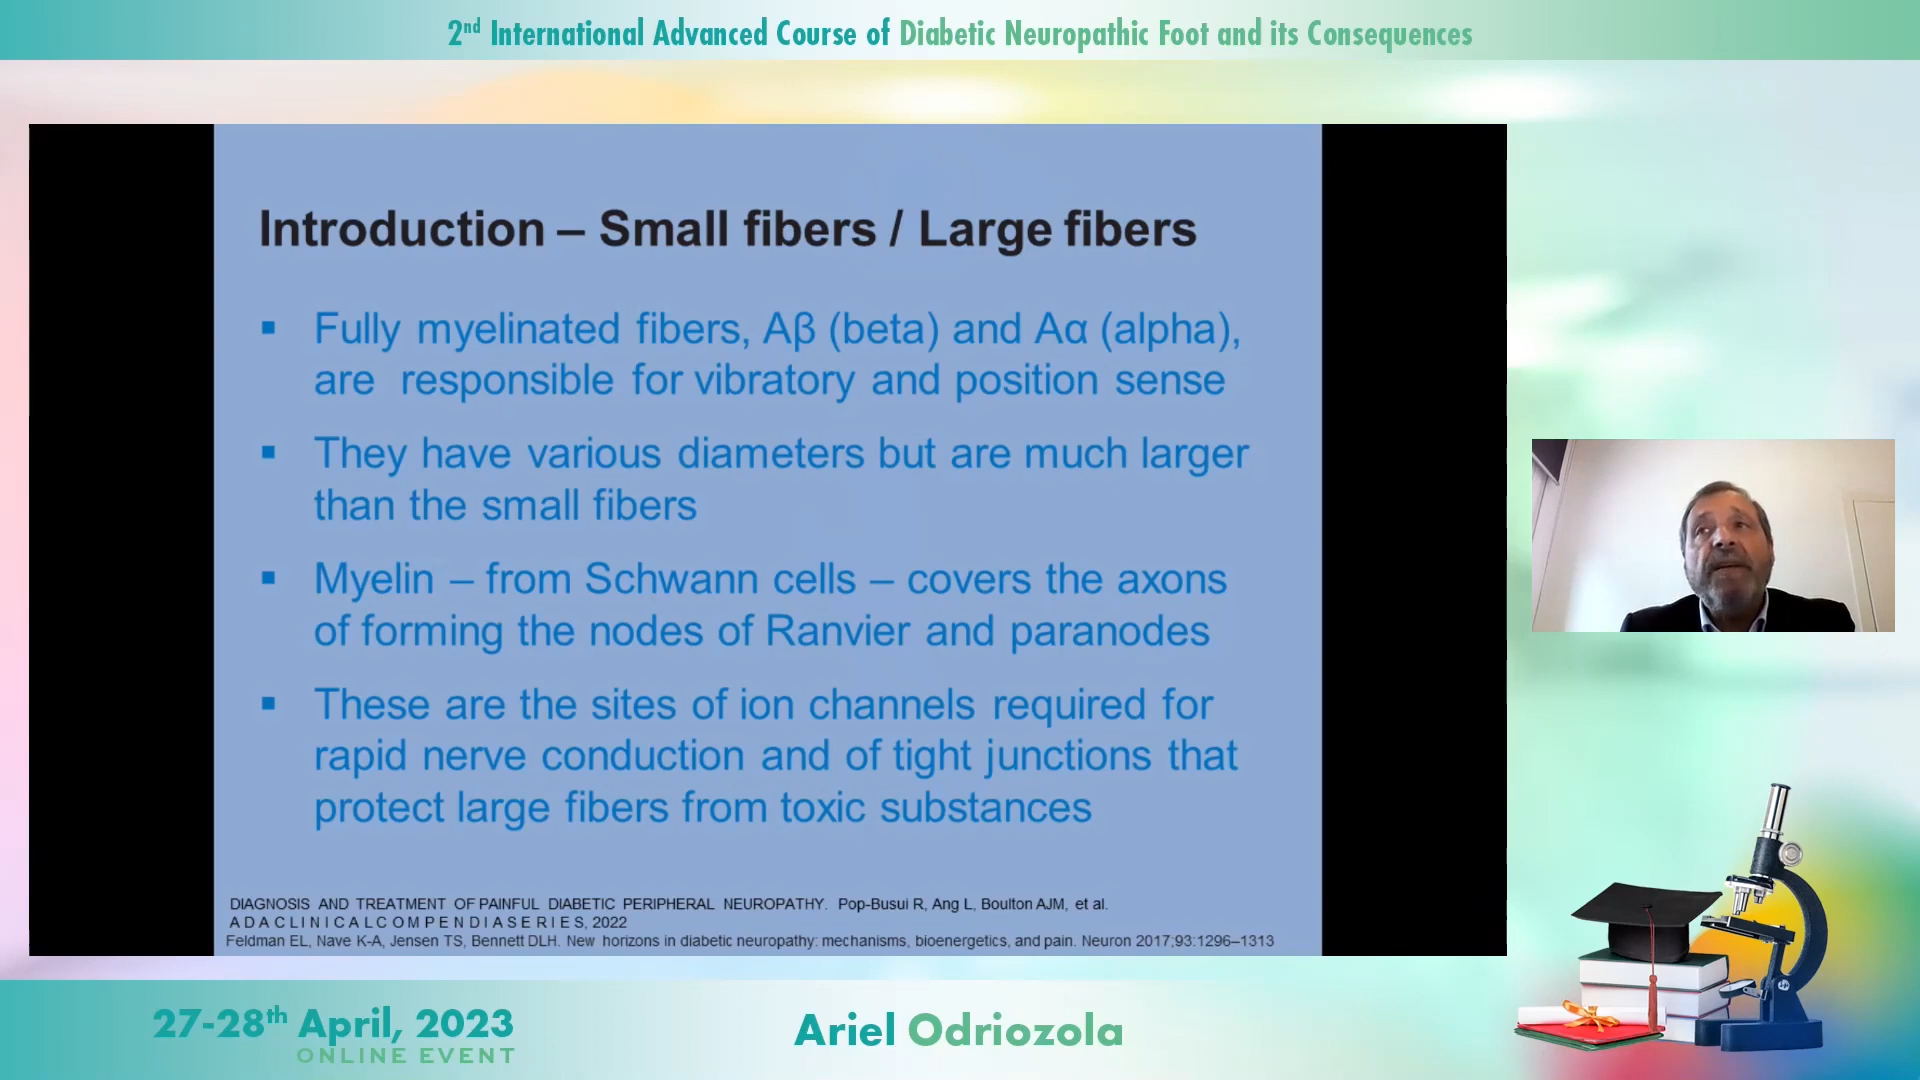 2nd International Advanced Course of Diabetic Neuropathic Foot and its Consequences
Introduction – Small fibers / Large fibers
▪ Fully myelinated fibers, Aβ (beta) and Aα (alpha),
are responsible for vibratory and position sense
▪ They have various diameters but are much larger
than the small fibers
▪ Myelin – from Schwann cells – covers the axons
of forming the nodes of Ranvier and paranodes
▪ These are the sites of ion channels required for
rapid nerve conduction and of tight junctions that
protect large fibers from toxic substances
DIAGNOSIS AND TREATMENT OF PAINFUL DIABETIC PERIPHERAL NEUROPATHY. Pop-Busui R, Ang L, Boulton AJM, et al.
A D A C L I N I C A L C O M P E N D I A S E R I E S, 2022
Feldman EL, Nave K-A, Jensen TS, Bennett DLH. New horizons in diabetic neuropathy: mechanisms, bioenergetics, and pain. Neuron 2017;93:1296–1313
27-28th April, 2023
ONLINE EVENT
Ariel Odriozola